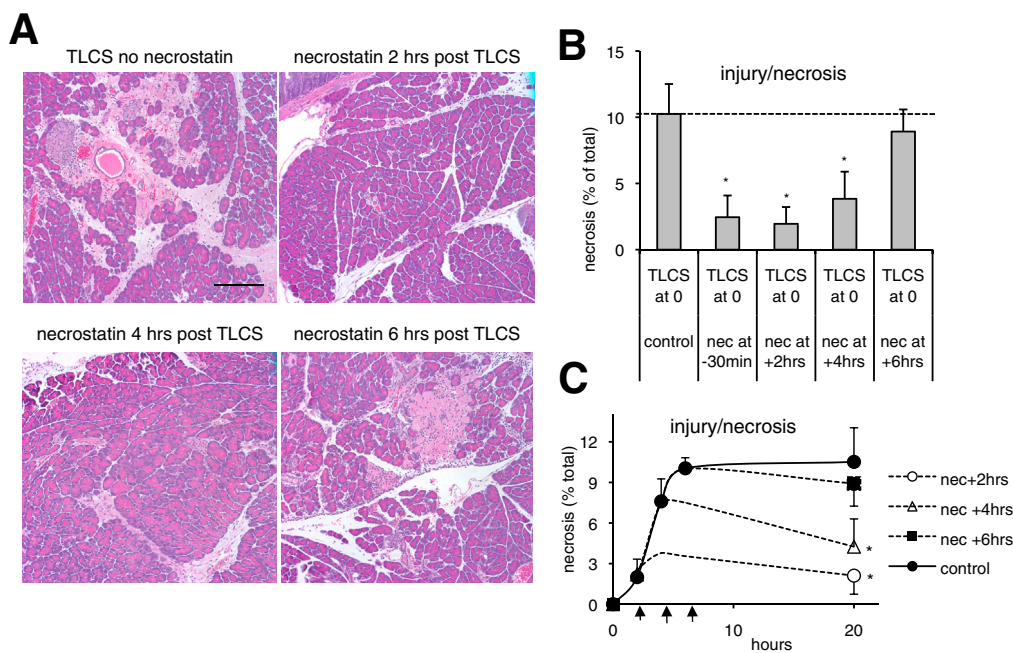 A
TLCS no necrostatin
necrostatin 2 hrs post TLCS
necrostatin 4 hrs post TLCS
necrostatin 6 hrs post TLCS
B
injury/necrosis
necrosis (% of total)
15
10
5
0
TLCS at 0
TLCS at 0
TLCS at 0
TLCS at 0
TLCS at 0
control
nec at -30min
nec at +2hrs
nec at +4hrs
nec at +6hrs
* * *
C
injury/necrosis
necrosis (% total)
12
9
6
3
0
0 10 20
hours
*
*
nec+2hrs
nec +4hrs
nec +6hrs
control